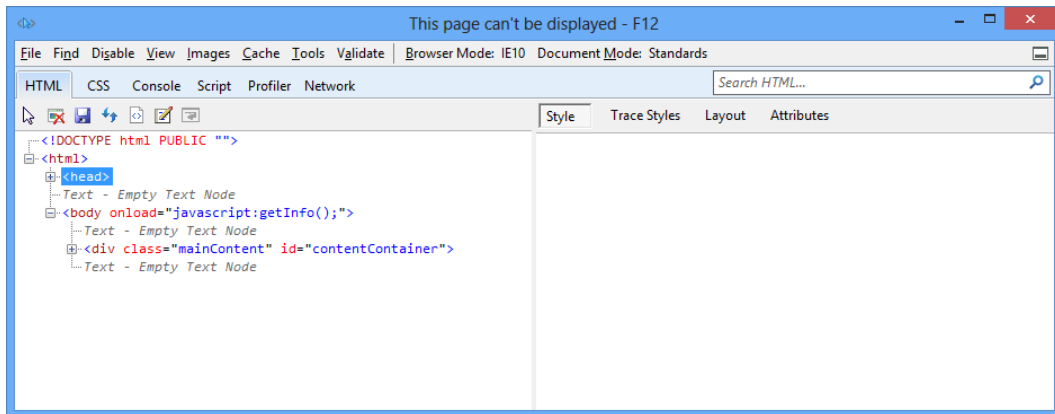 This page can't be displayed - F12
File Find Disable View Images Cache Tools Validate Browser Mode: IE10 Document Mode: Standards
HTML CSS Console Script Profiler Network Search HTML...
Style Trace Styles Layout Attributes
<!DOCTYPE html PUBLIC "">
<html>
<head>
Text - Empty Text Node
<body onload="javascript:getInfo();">
Text - Empty Text Node
<div class="mainContent" id="contentContainer">
Text - Empty Text Node